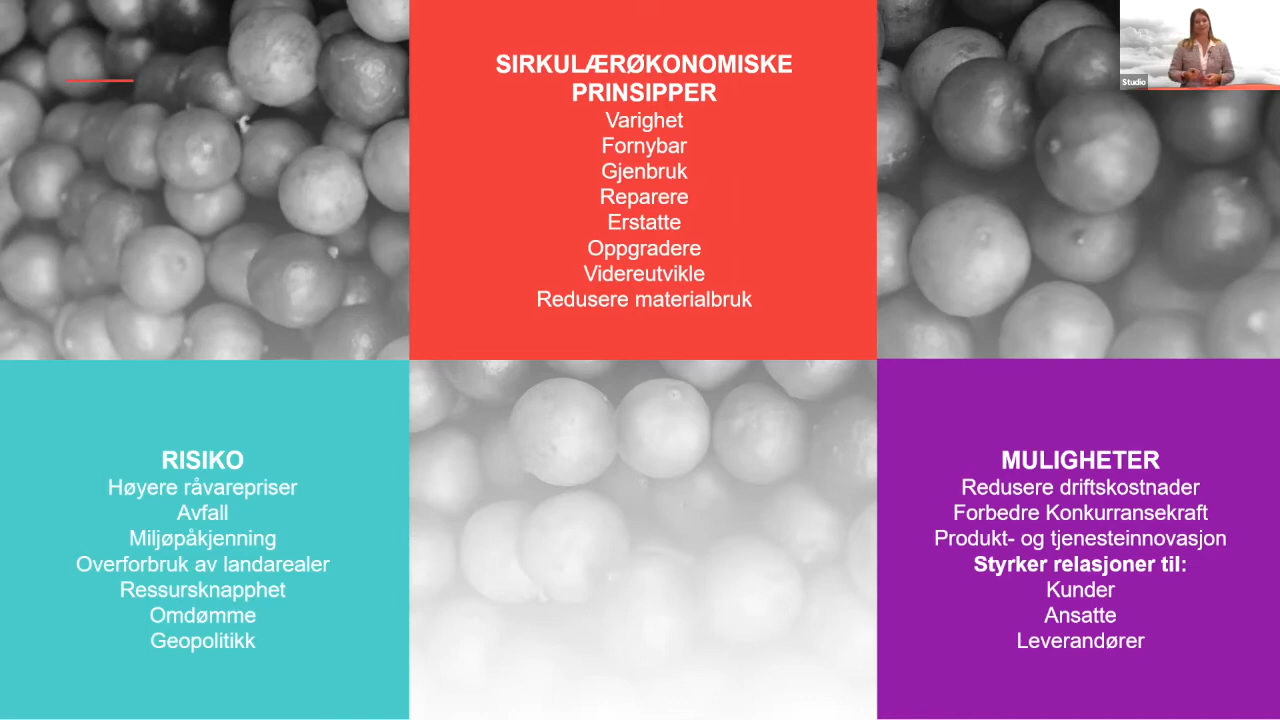 SIRKULÆRØKONOMISKE
PRINSIPPER
Varighet
Fornybar
Gjenbruk
Reparere
Erstatte
Oppgradere
Videreutvikle
Redusere materialbruk
Studio
RISIKO
Høyere råvarepriser
Avfall
Miljøpåkjenning
Overforbruk av landarealer
Ressursknapphet
Omdømme
Geopolitikk
MULIGHETER
Redusere driftskostnader
Forbedre Konkurransekraft
Produkt- og tjenesteinnovasjon
Styrker relasjoner til:
Kunder
Ansatte
Leverandører